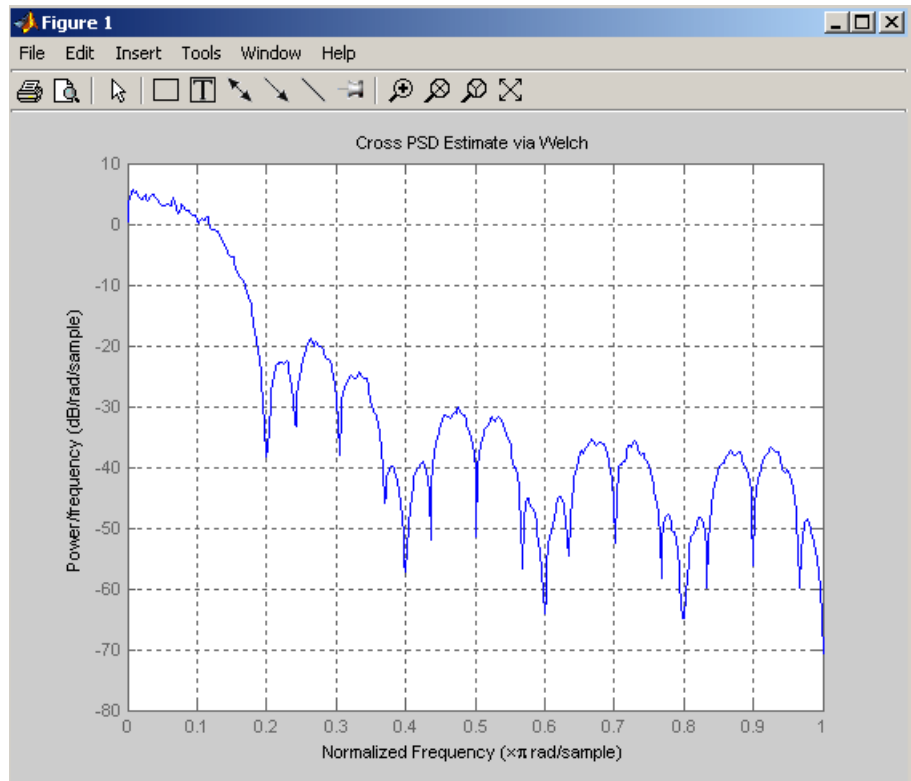 Figure 1
File Edit Insert Tools Window Help
T
Cross PSD Estimate via Welch
10
0
-10
-20
-30
-40
-50
-60
-70
-80
Power/frequency (dB/rad/sample)
0 0.1 0.2 0.3 0.4 0.5 0.6 0.7 0.8 0.9 1
Normalized Frequency (×π rad/sample)